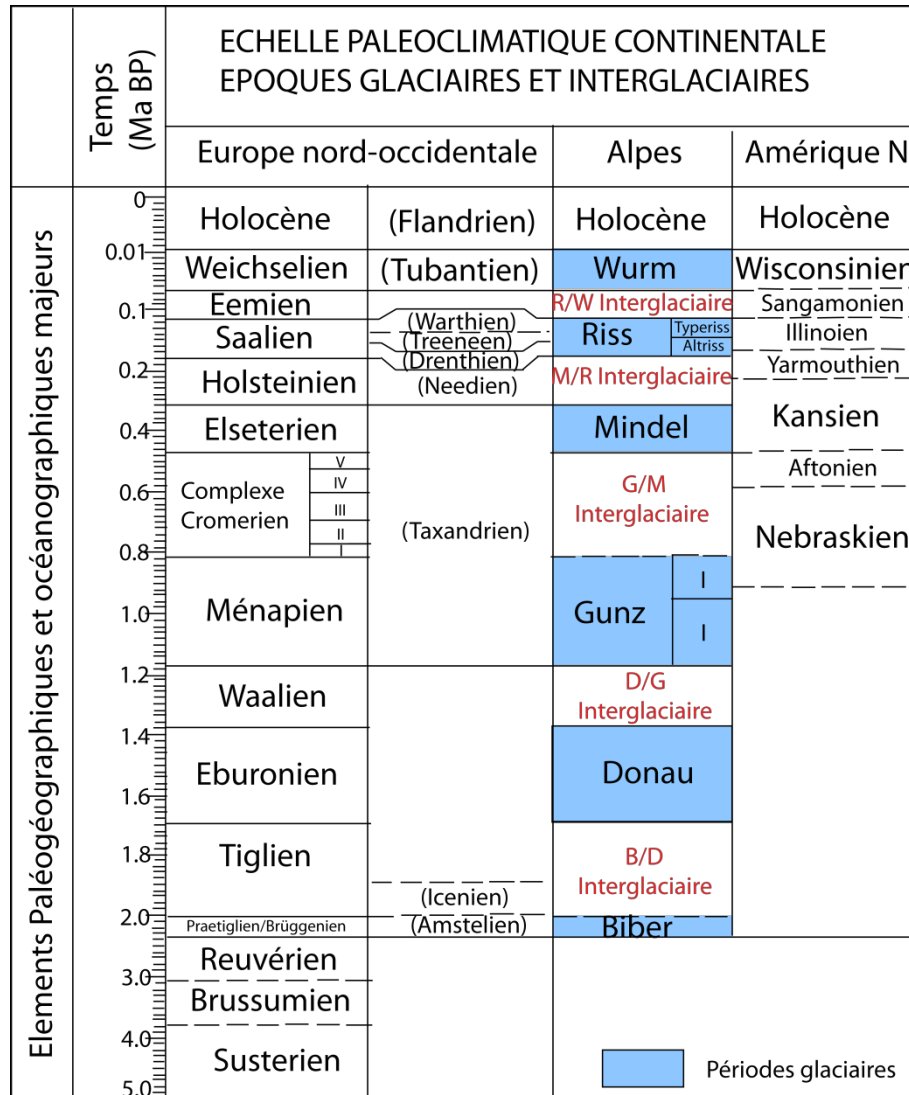 ECHELLE PALEOCLIMATIQUE CONTINENTALE
EPOQUES GLACIAIRES ET INTERGLACIAIRES
Temps
(Ma BP)
Europe nord-occidentale
Alpes
Amérique N
Elements Paléogéographiques et océanographiques majeurs
0
Holocène
(Flandrien)
Holocène
Holocène
0.01
Weichselien
(Tubantien)
Wurm
Wisconsinien
Eemien
R/W Interglaciaire
Sangamonien
0.1
(Warthien)
Saalien
(Treeneen)
Riss
Typeriss
Altriss
Illinoien
(Drenthien)
Yarmouthien
0.2
Holsteinien
(Needien)
M/R Interglaciaire
0.4
Elseterien
Mindel
Kansien
Complexe
Cromerien
V
IV
III
II
I
(Taxandrien)
G/M
Interglaciaire
Aftonien
0.6
Nebraskien
0.8
Ménapien
Gunz
I
I
1.0
1.2
Waalien
D/G
Interglaciaire
1.4
Eburonien
Donau
1.6
Tiglien
1.8
B/D
Interglaciaire
(Icenien)
2.0
Praetiglien/Brüggenien
(Amstelien)
Biber
Reuvérien
3.0
Brussumien
4.0
Susterien
5.0
Périodes glaciaires